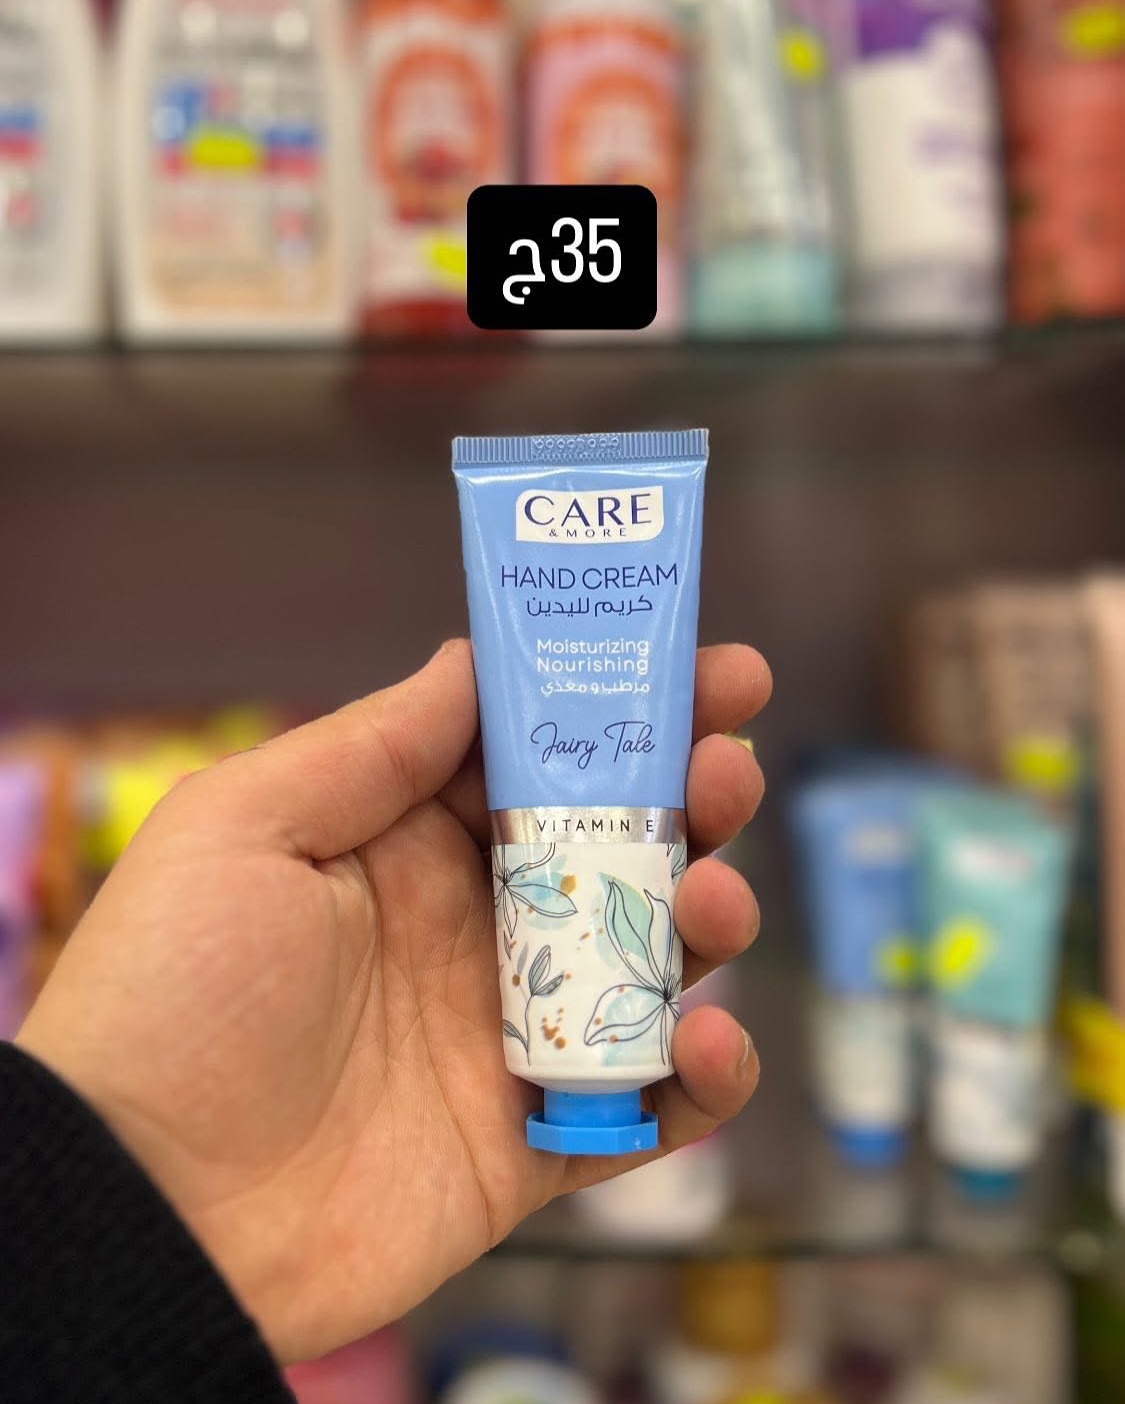 35ج
CARE
& MORE
HAND CREAM
كريم لليدين
Moisturizing
Nourishing
مرطب و مغذي
Fairy Tale
VITAMIN E